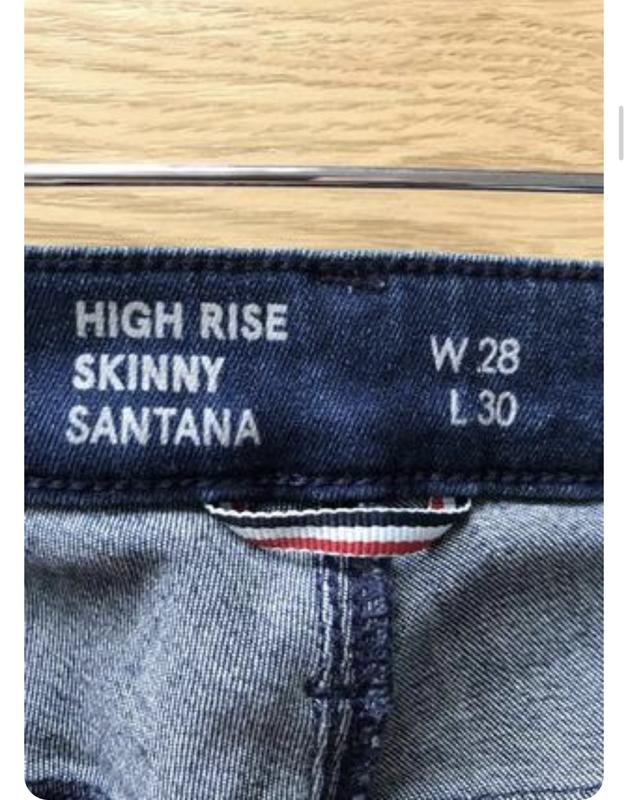 HIGH RISE
SKINNY
SANTANA
W 28
L 30